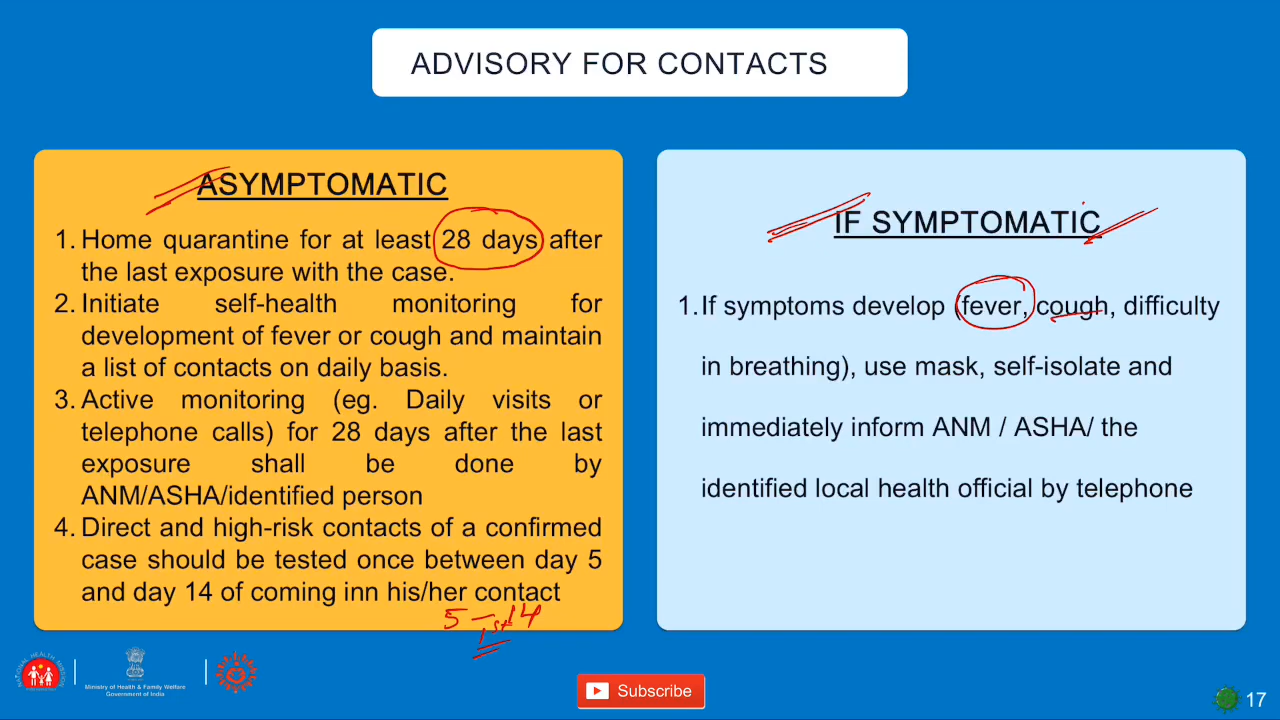 ADVISORY FOR CONTACTS
ASYMPTOMATIC
1. Home quarantine for at least 28 days after
the last exposure with the case.
2. Initiate self-health monitoring for
development of fever or cough and maintain
a list of contacts on daily basis.
3. Active monitoring (eg. Daily visits or
telephone calls) for 28 days after the last
exposure shall be done by
ANM/ASHA/identified person
4. Direct and high-risk contacts of a confirmed
case should be tested once between day 5
and day 14 of coming inn his/her contact
5 - 14
IF SYMPTOMATIC
1. If symptoms develop (fever, cough, difficulty
in breathing), use mask, self-isolate and
immediately inform ANM / ASHA/ the
identified local health official by telephone
NATIONAL HEALTH MISSION
Ministry of Health & Family Welfare
Government of India
Subscribe
17